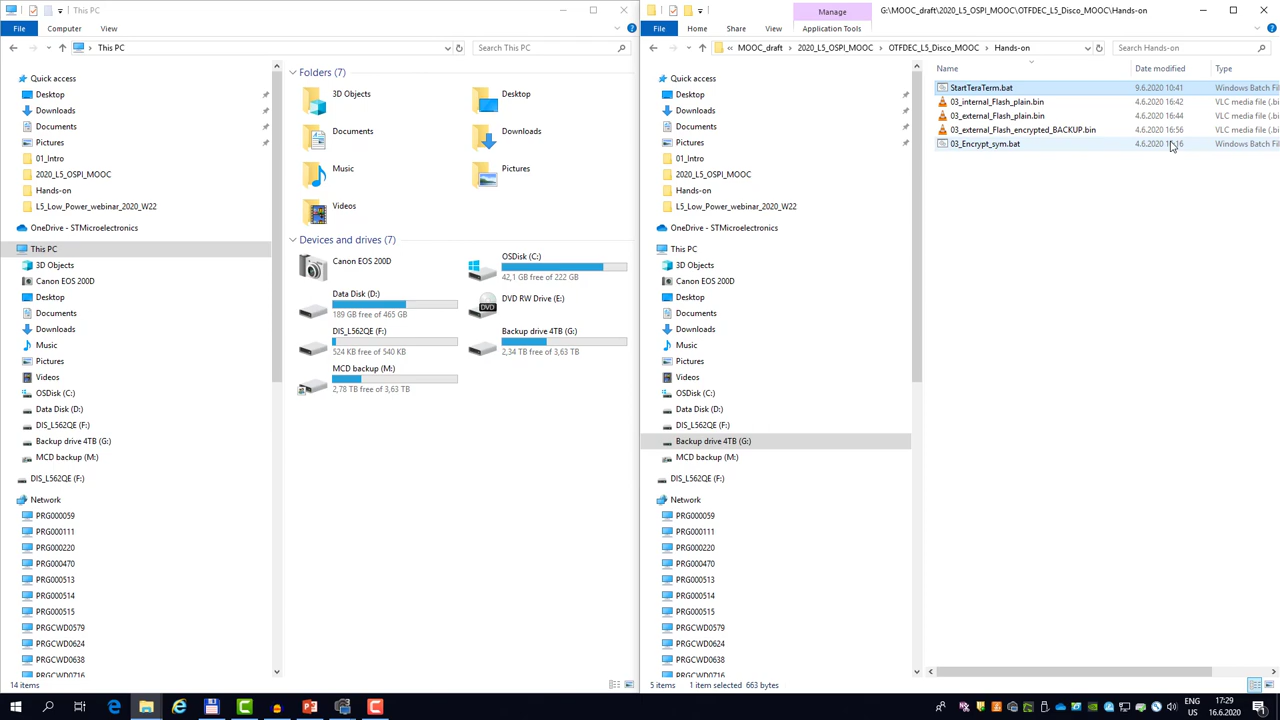 This PC
File
Computer
View
This PC
Search This PC
Quick access
Desktop
Downloads
Documents
Pictures
01_Intro
2020_L5_OSPI_MOOC
Hands-on
L5_Low_Power_webinar_2020_W22
OneDrive - STMicroelectronics
This PC
3D Objects
Canon EOS 200D
Desktop
Documents
Downloads
Music
Pictures
Videos
OSDisk (C:)
Data Disk (D:)
DIS_L562QE (F:)
Backup drive 4TB (G:)
MCD backup (M:)
DIS_L562QE (F:)
Network
PRG000059
PRG000111
PRG000220
PRG000470
PRG000513
PRG000514
PRG000515
PRGCWD0579
PRGCWD0624
PRGCWD0638
PRGCWD0716
14 items
Folders (7)
3D Objects
Desktop
Documents
Downloads
Music
Pictures
Videos
Devices and drives (7)
Canon EOS 200D
OSDisk (C:)
42,1 GB free of 222 GB
Data Disk (D:)
189 GB free of 465 GB
DVD RW Drive (E:)
DVD
DIS_L562QE (F:)
524 KB free of 540 KB
Backup drive 4TB (G:)
2,34 TB free of 3,63 TB
MCD backup (M:)
2,78 TB free of 3,63 TB
Manage
G:\MOOC_draft\2020_L5_OSPI_MOOC\OTFDEC_L5_Disco_MOOC\Hands-on
File
Home
Share
View
Application Tools
« MOOC_draft > 2020_L5_OSPI_MOOC > OTFDEC_L5_Disco_MOOC > Hands-on
Search Hands-on
Quick access
Desktop
Downloads
Documents
Pictures
01_Intro
2020_L5_OSPI_MOOC
Hands-on
L5_Low_Power_webinar_2020_W22
OneDrive - STMicroelectronics
This PC
3D Objects
Canon EOS 200D
Desktop
Documents
Downloads
Music
Pictures
Videos
OSDisk (C:)
Data Disk (D:)
DIS_L562QE (F:)
Backup drive 4TB (G:)
MCD backup (M:)
DIS_L562QE (F:)
Network
PRG000059
PRG000111
PRG000220
PRG000470
PRG000513
PRG000514
PRG000515
PRGCWD0579
PRGCWD0624
PRGCWD0638
PRGCWD0716
Name Date modified Type
StartTeraTerm.bat 9.6.2020 10:41 Windows Batch Fil
03_internal_Flash_plain.bin 4.6.2020 16:42 VLC media file (.bi
03_external_Flash_plain.bin 4.6.2020 16:44 VLC media file (.bi
03_external_Flash_encrypted_BACKUP.bin 4.6.2020 16:56 VLC media file (.bi
03_Encrypt_sym.bat 4.6.2020 Windows Batch Fil
5 items 1 item selected 663 bytes
ENG 17:29
US 16.6.2020